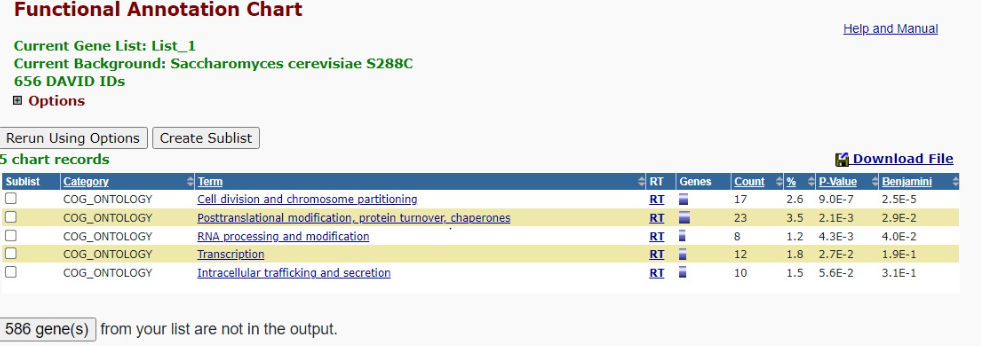 Functional Annotation Chart
Help and Manual
Current Gene List: List_1
Current Background: Saccharomyces cerevisiae S288C
656 DAVID IDs
Options
Rerun Using Options Create Sublist
5 chart records Download File
Sublist Category Term RT Genes Count % P-Value Benjamini
COG_ONTOLOGY Cell division and chromosome partitioning RT 17 2.6 9.0E-7 2.5E-5
COG_ONTOLOGY Posttranslational modification, protein turnover, chaperones RT 23 3.5 2.1E-3 2.9E-2
COG_ONTOLOGY RNA processing and modification RT 8 1.2 4.3E-3 4.0E-2
COG_ONTOLOGY Transcription RT 12 1.8 2.7E-2 1.9E-1
COG_ONTOLOGY Intracellular trafficking and secretion RT 10 1.5 5.6E-2 3.1E-1
586 gene(s) from your list are not in the output.